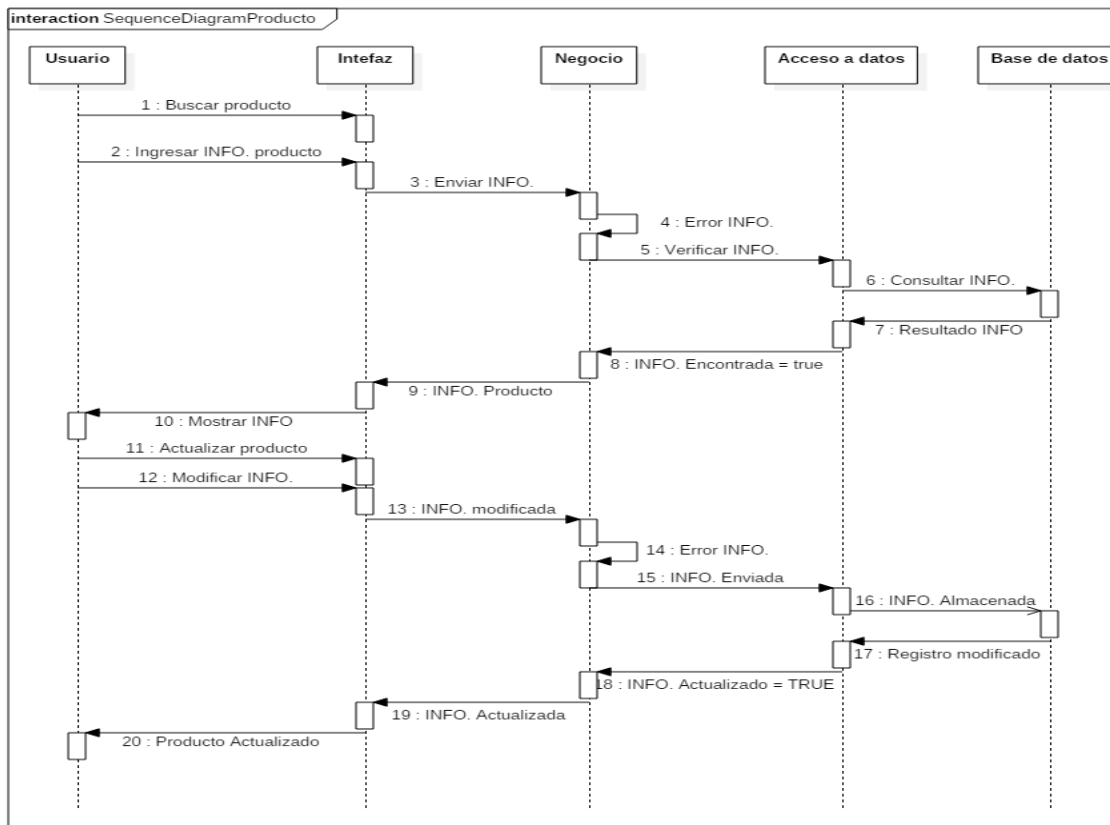 interaction SequenceDiagramProducto
Usuario
Intefaz
Negocio
Acceso a datos
Base de datos
1 : Buscar producto
2 : Ingresar INFO. producto
3 : Enviar INFO.
4 : Error INFO.
5 : Verificar INFO.
6 : Consultar INFO.
7 : Resultado INFO
8 : INFO. Encontrada = true
9 : INFO. Producto
10 : Mostrar INFO
11 : Actualizar producto
12 : Modificar INFO.
13 : INFO. modificada
14 : Error INFO.
15 : INFO. Enviada
16 : INFO. Almacenada
17 : Registro modificado
18 : INFO. Actualizado = TRUE
19 : INFO. Actualizada
20 : Producto Actualizado